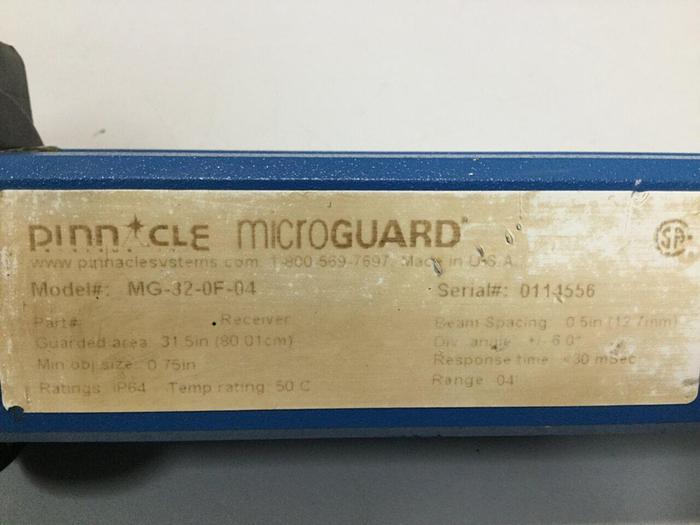 PINNACLE MICROGUARD
www.pinnaclesystems.com 1-800-569-7697, Made in U.S.A.
Model#: MG-32-0F-04 Serial#: 0114556
Part#: Receiver Beam Spacing: 0.5in (12.7mm)
Guarded area: 31.5in (80.01cm) Div. angle: +/- 6.0°
Min obj size: 0.75in Response time: <30 mSec
Ratings: IP64 Temp rating: 50 C Range: 04'
SA